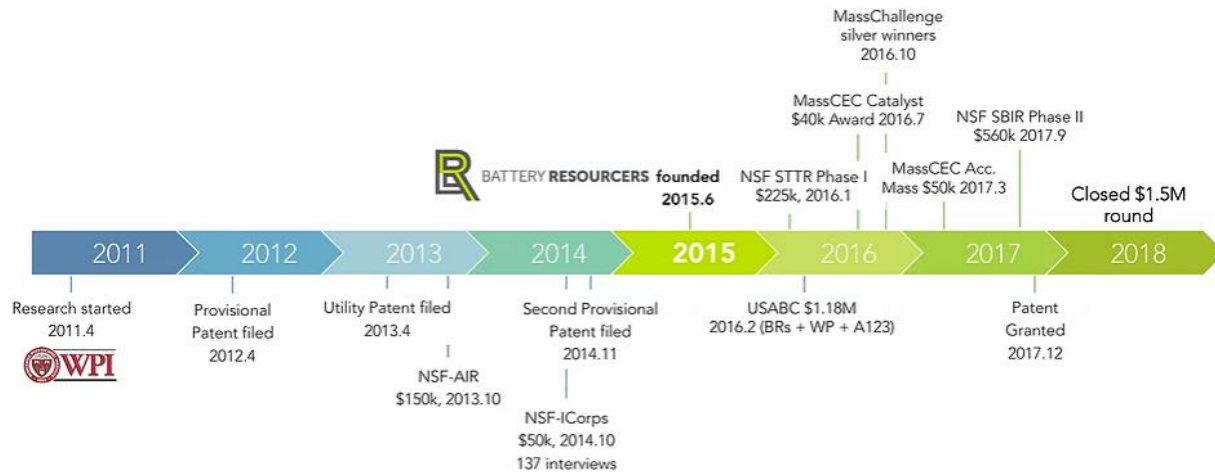 MassChallenge
silver winners
2016.10
MassCEC Catalyst
$40k Award 2016.7
NSF SBIR Phase II
$560k 2017.9
BATTERY RESOURCERS founded
2015.6
NSF STTR Phase I
$225k, 2016.1
MassCEC Acc.
Mass $50k 2017.3
Closed $1.5M
round
2011
2012
2013
2014
2015
2016
2017
2018
Research started
2011.4
WPI
Provisional
Patent filed
2012.4
Utility Patent filed
2013.4
NSF-AIR
$150k, 2013.10
Second Provisional
Patent filed
2014.11
NSF-ICorps
$50k, 2014.10
137 interviews
USABC $1.18M
2016.2 (BRs + WP + A123)
Patent
Granted
2017.12